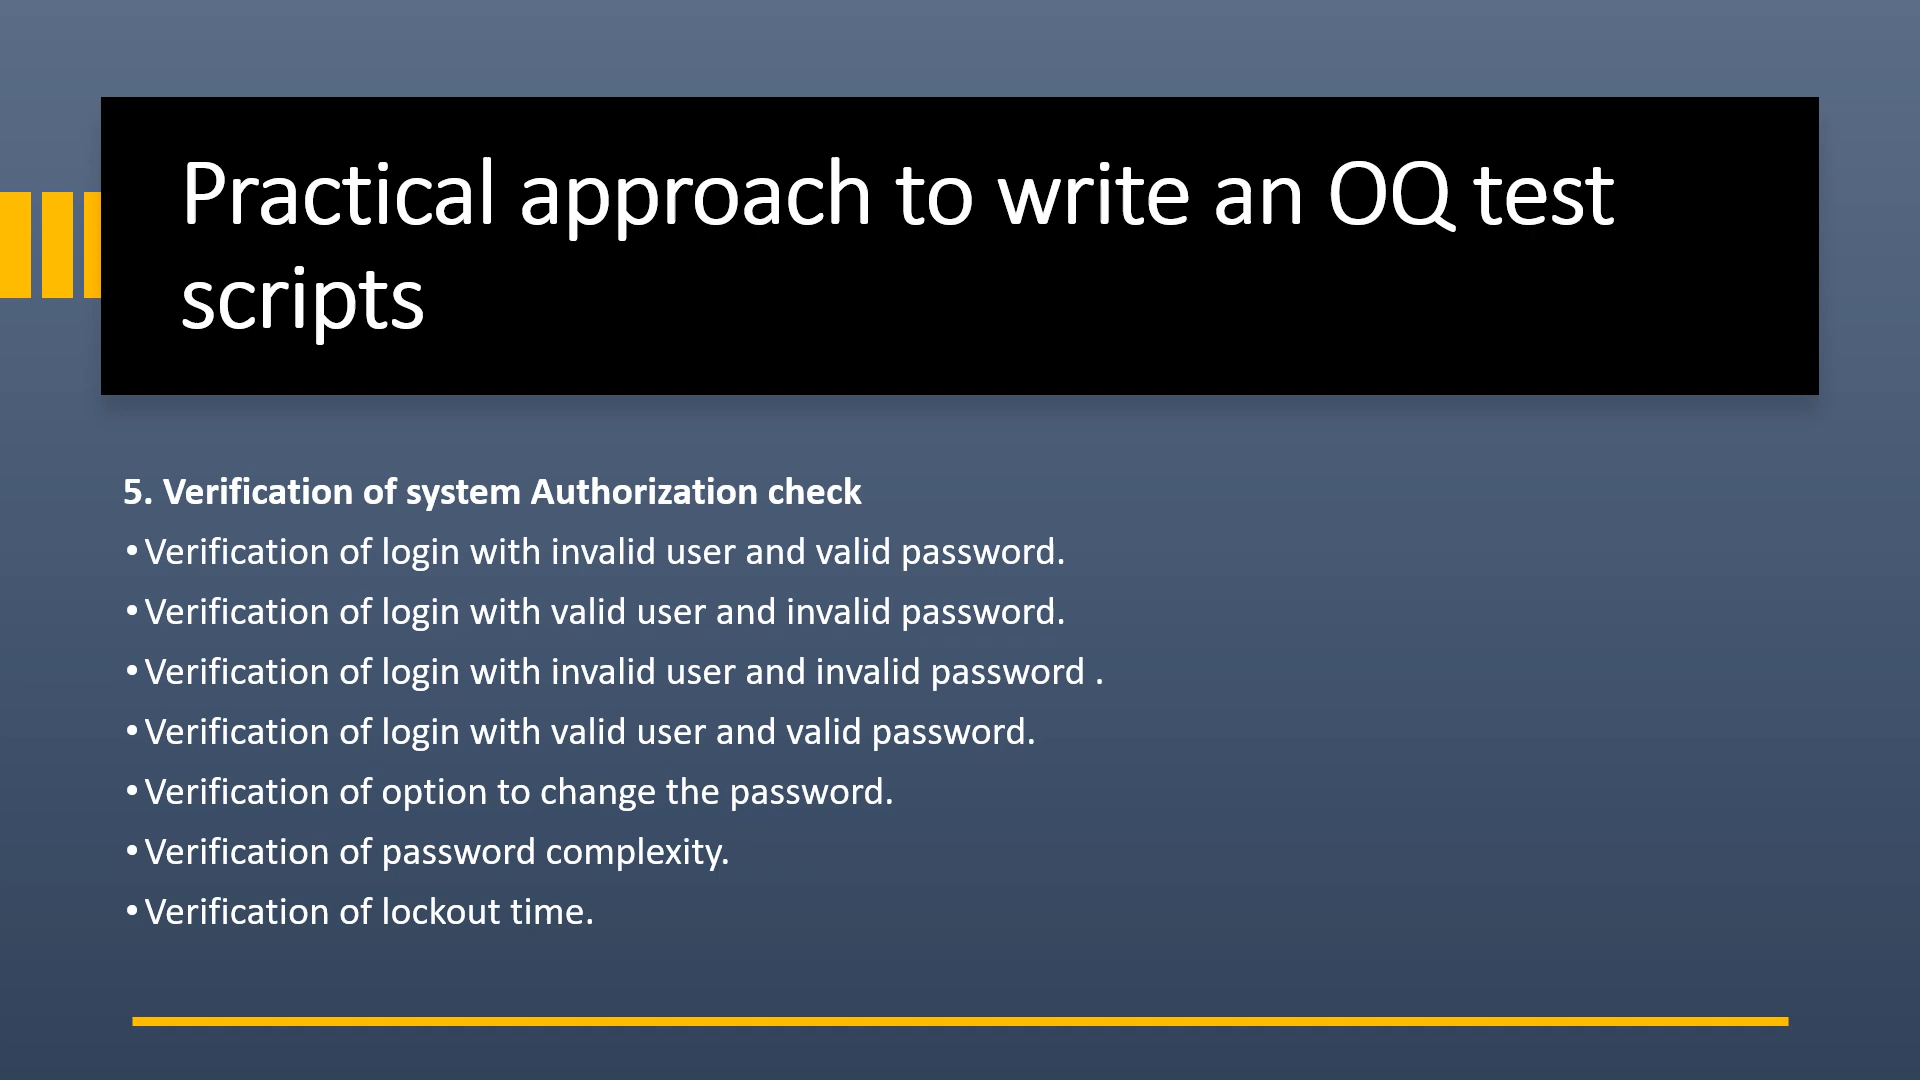 Practical approach to write an OQ test
scripts
5. Verification of system Authorization check
• Verification of login with invalid user and valid password.
• Verification of login with valid user and invalid password.
• Verification of login with invalid user and invalid password .
• Verification of login with valid user and valid password.
• Verification of option to change the password.
• Verification of password complexity.
• Verification of lockout time.